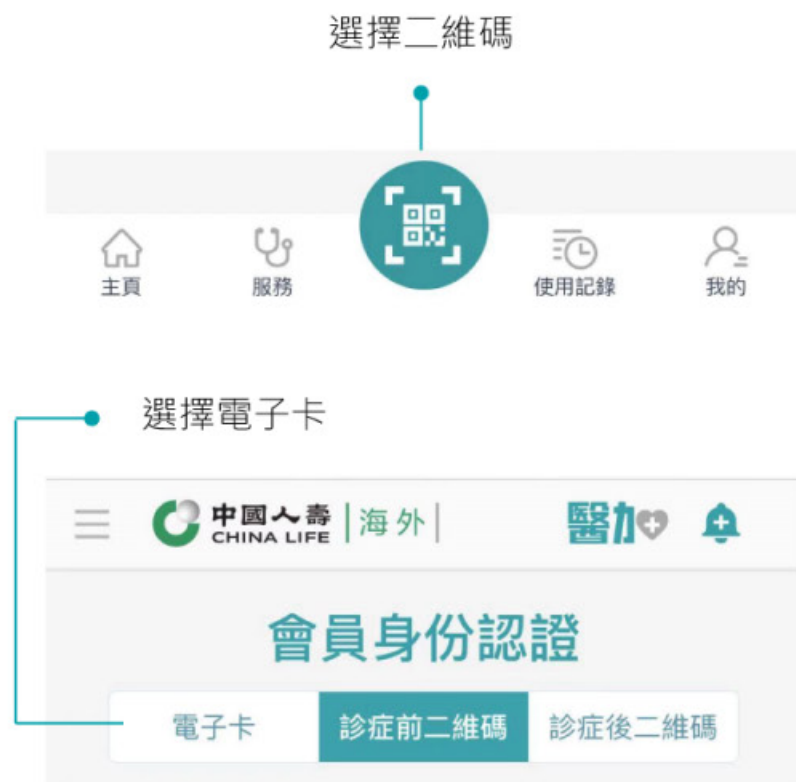 選擇二維碼
主頁 服務 使用記錄 我的
選擇電子卡
中國人壽 CHINA LIFE 海外 醫加
會員身份認證
電子卡 診症前二維碼 診症後二維碼